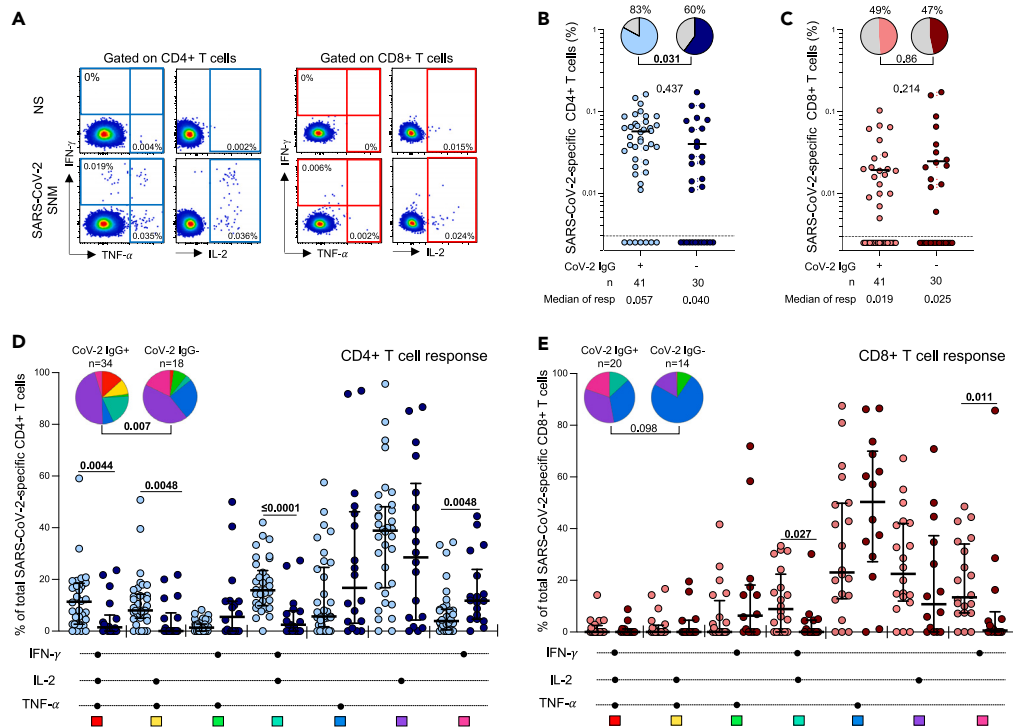 A
Gated on CD4+ T cells
Gated on CD8+ T cells
NS
SARS-CoV-2
SNM
0%
0.004%
0.002%
0%
0.015%
0.019%
0.035%
0.036%
0.006%
0.002%
0.024%
IFN-γ
IFN-γ
TNF-α
IL-2
TNF-α
IL-2
B
83%
60%
SARS-CoV-2-specific CD4+ T cells (%)
1
0.1
0.01
0.031
0.437
CoV-2 IgG
+
-
n
41
30
Median of resp
0.057
0.040
C
49%
47%
SARS-CoV-2-specific CD8+ T cells (%)
1
0.1
0.01
0.86
0.214
CoV-2 IgG
+
-
n
41
30
Median of resp
0.019
0.025
D
CoV-2 IgG+
n=34
CoV-2 IgG-
n=18
CD4+ T cell response
0.007
% of total SARS-CoV-2-specific CD4+ T cells
100
80
60
40
20
0
0.0044
0.0048
≤0.0001
0.0048
IFN-γ
IL-2
TNF-α
E
CoV-2 IgG+
n=20
CoV-2 IgG-
n=14
CD8+ T cell response
0.098
% of total SARS-CoV-2-specific CD8+ T cells
100
80
60
40
20
0
0.027
0.011
IFN-γ
IL-2
TNF-α